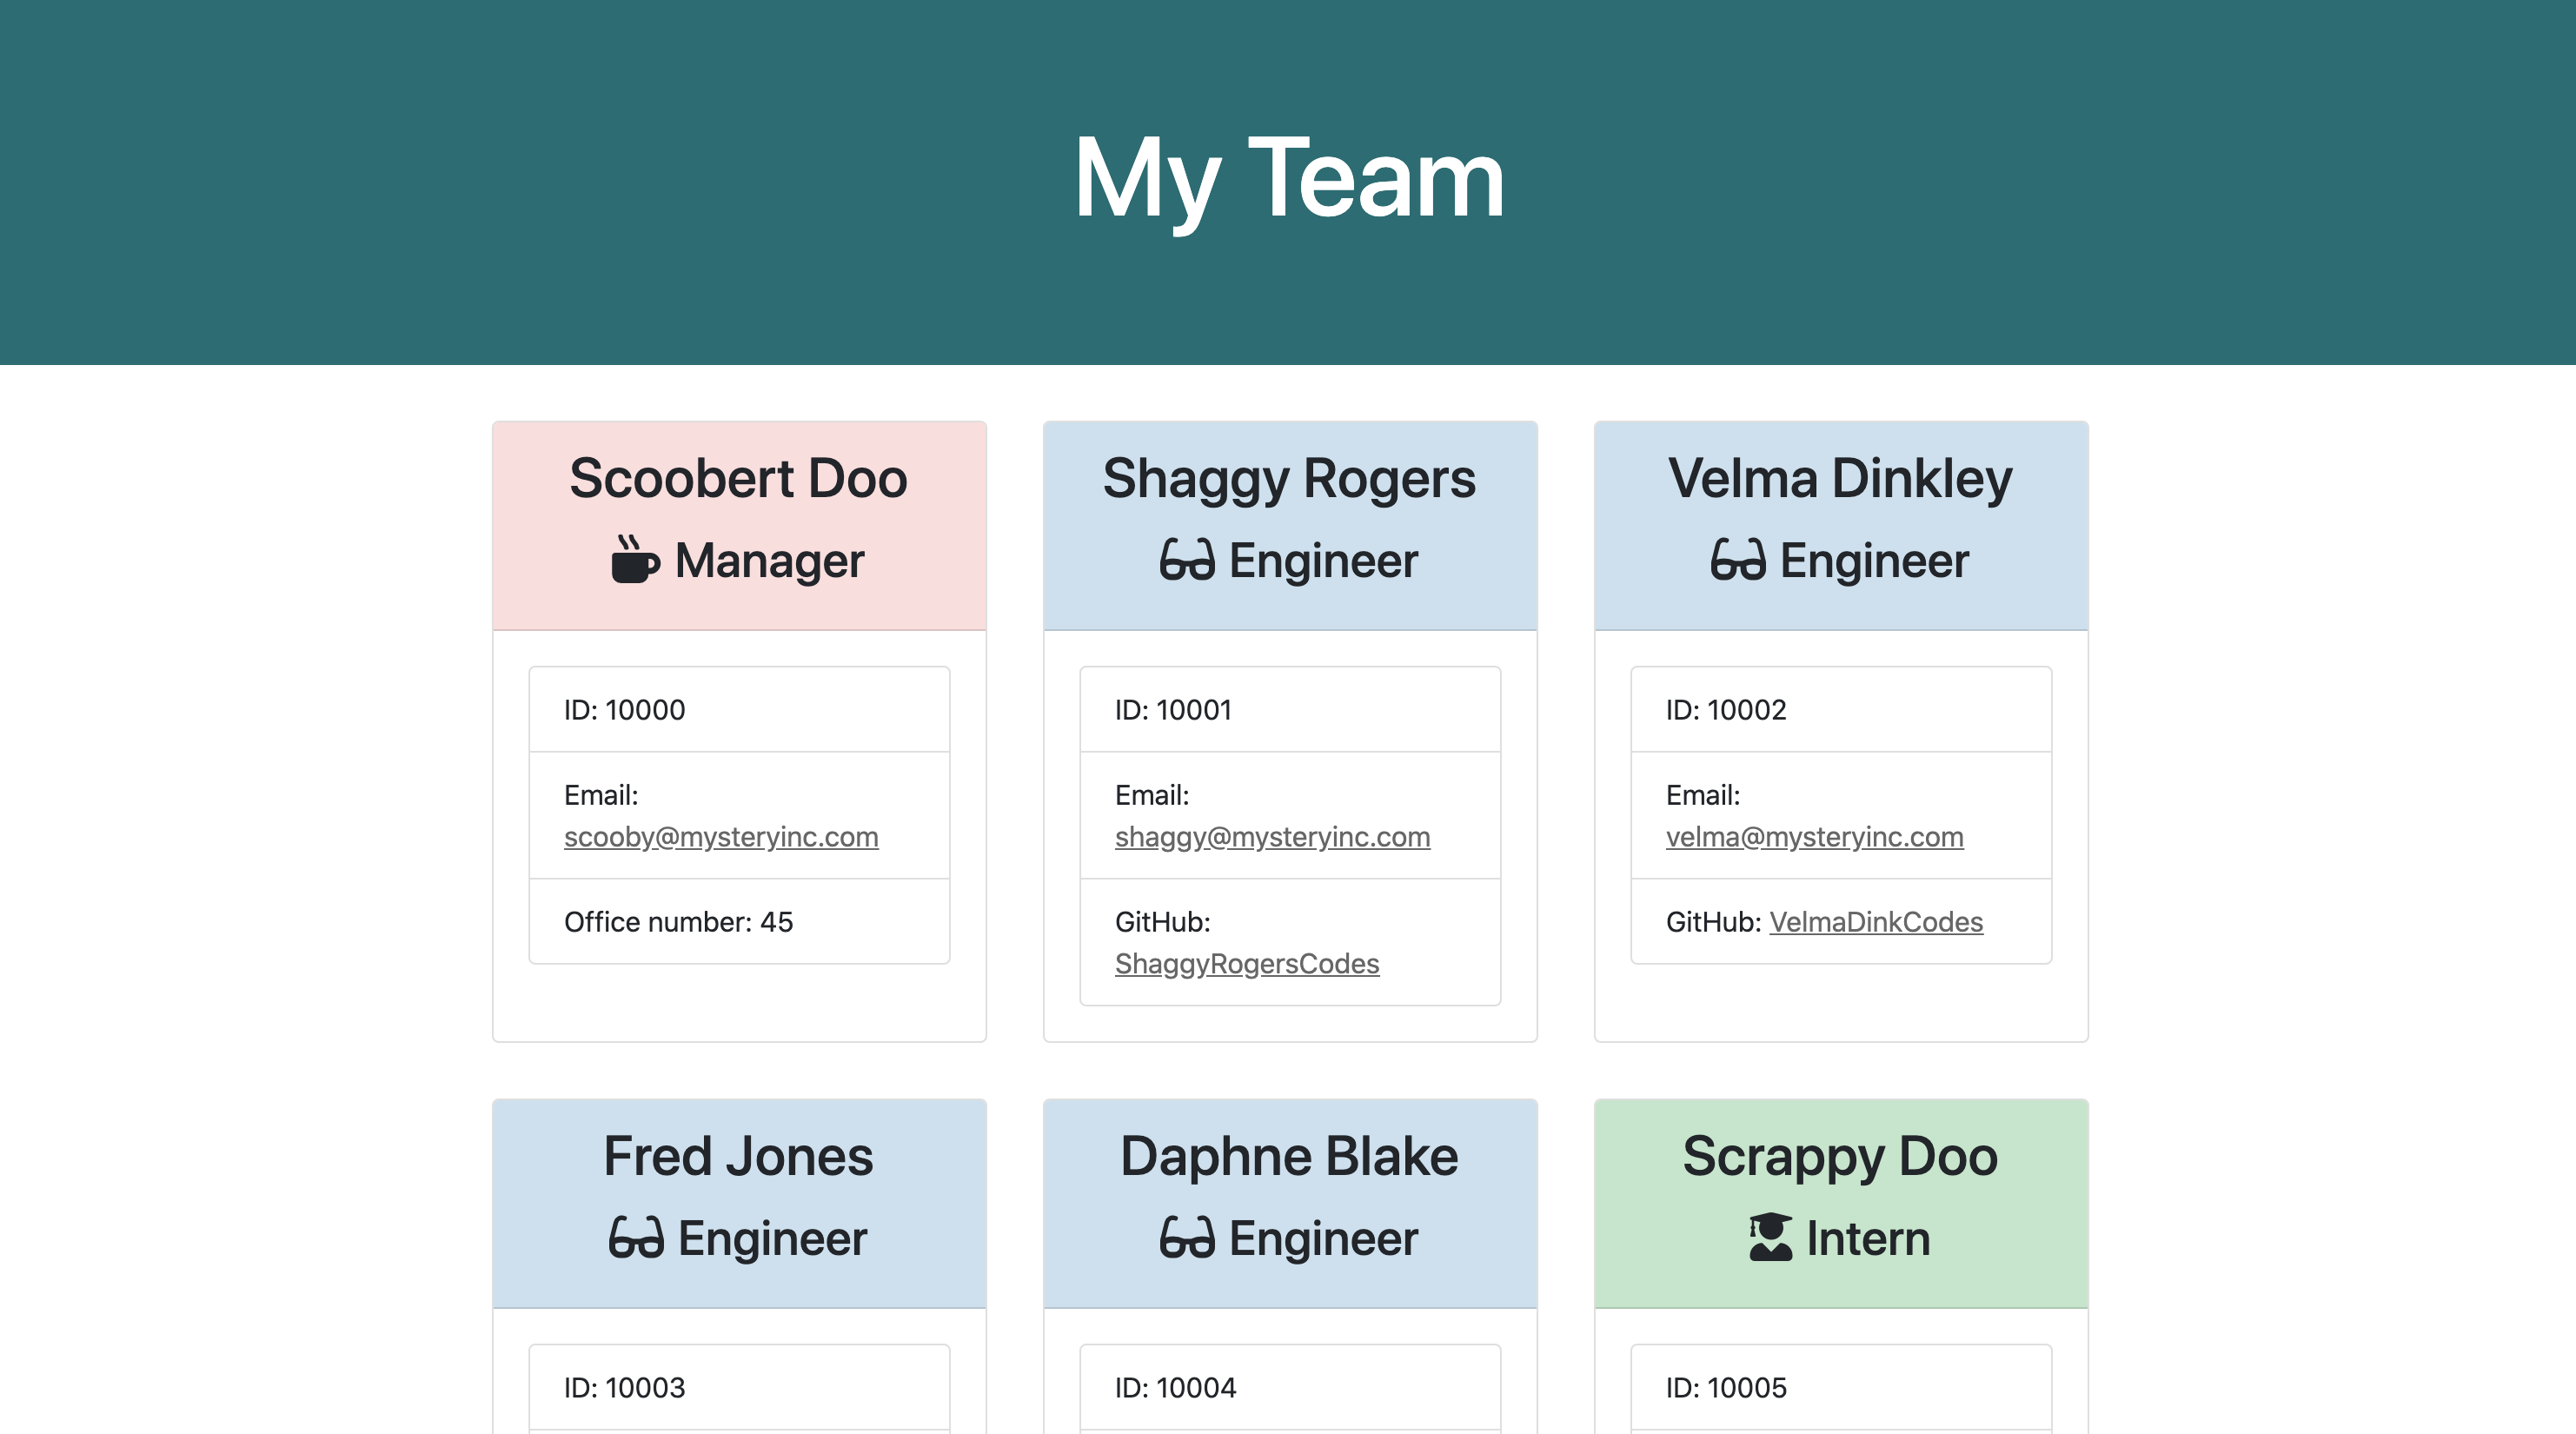 My Team
Scoobert Doo
Manager
ID: 10000
Email:
scooby@mysteryinc.com
Office number: 45
Shaggy Rogers
Engineer
ID: 10001
Email:
shaggy@mysteryinc.com
GitHub:
ShaggyRogersCodes
Velma Dinkley
Engineer
ID: 10002
Email:
velma@mysteryinc.com
GitHub: VelmaDinkCodes
Fred Jones
Engineer
ID: 10003
Daphne Blake
Engineer
ID: 10004
Scrappy Doo
Intern
ID: 10005